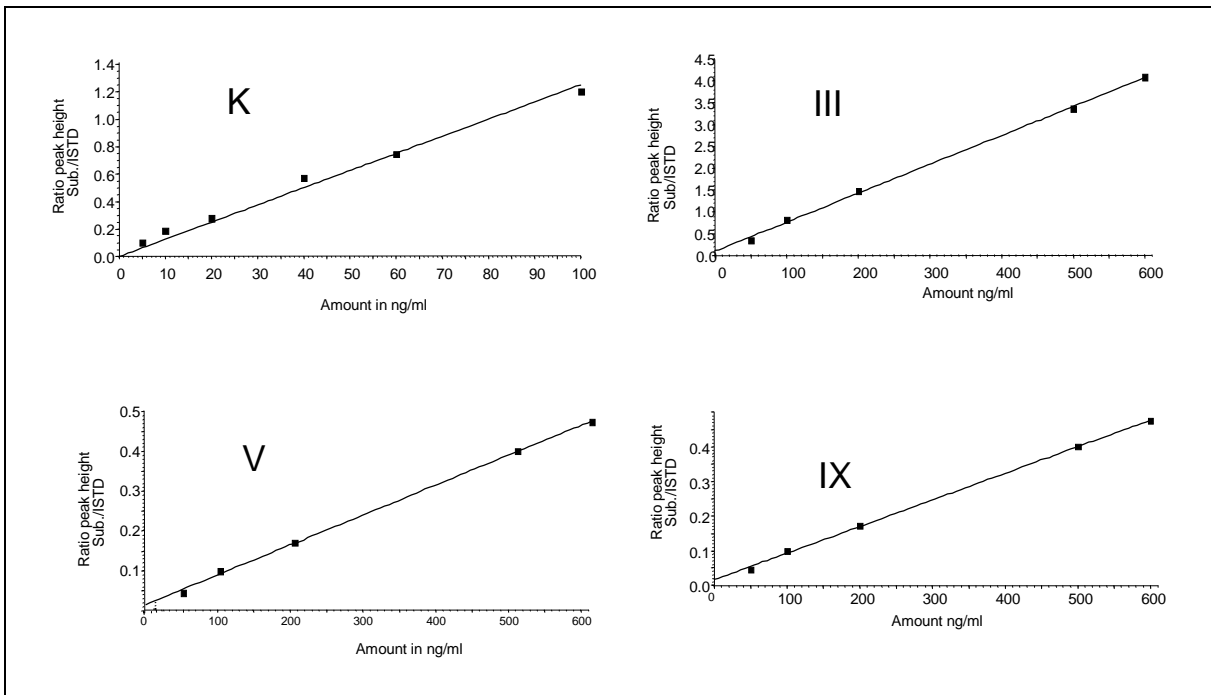 K
Ratio peak height
Sub./ISTD
1.4
1.2
1.0
0.8
0.6
0.4
0.2
0.0
0 10 20 30 40 50 60 70 80 90 100
Amount in ng/ml
III
Ratio peak height
Sub/ISTD
4.5
4.0
3.5
3.0
2.5
2.0
1.5
1.0
0.5
0.0
0 100 200 300 400 500 600
Amount ng/ml
V
Ratio peak height
Sub./ISTD
0.5
0.4
0.3
0.2
0.1
0 100 200 300 400 500 600
Amount in ng/ml
IX
Ratio peak height
Sub./ISTD
0.4
0.3
0.2
0.1
0.0
0 100 200 300 400 500 600
Amount ng/ml